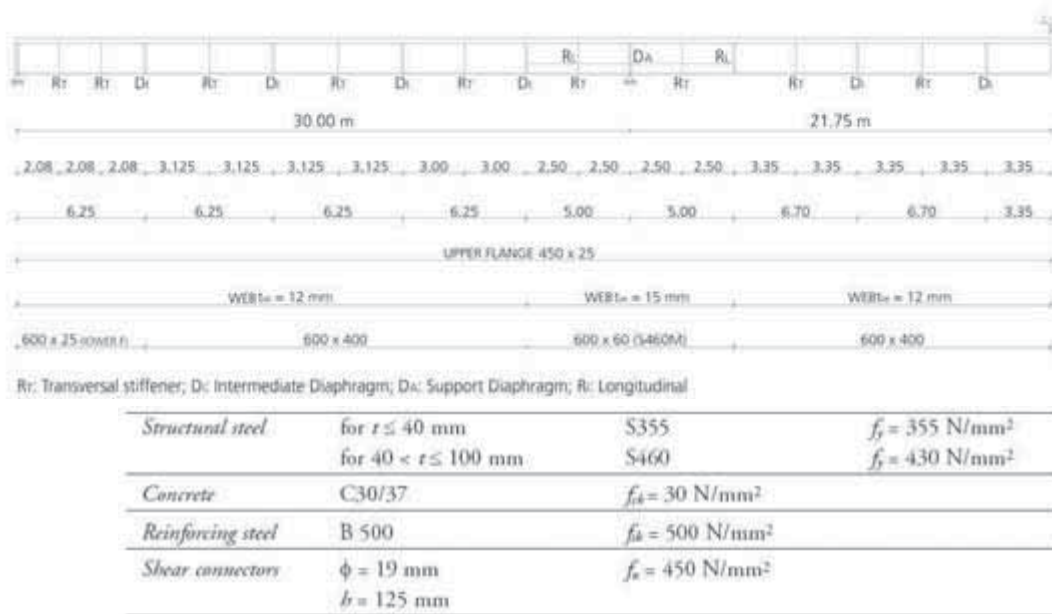 RL DA RL
RT RT DI RT DI RT DI RT DI RT RT RT DI RT DI
30.00 m 21.75 m
2.08 2.08 2.08 3.125 3.125 3.125 3.125 3.00 3.00 2.50 2.50 2.50 2.50 3.35 3.35 3.35 3.35 3.35
6.25 6.25 6.25 6.25 5.00 5.00 6.70 6.70 3.35
UPPER FLANGE 450 x 25
WEB tw = 12 mm WEB tw = 15 mm WEB tw = 12 mm
600 x 25 (LOWER F) 600 x 400 600 x 60 (S460M) 600 x 400
RT: Transversal stiffener; DI: Intermediate Diaphragm; DA: Support Diaphragm; RL: Longitudinal
Structural steel for t ≤ 40 mm S355 fy = 355 N/mm²
for 40 < t ≤ 100 mm S460 fy = 430 N/mm²
Concrete C30/37 fck = 30 N/mm²
Reinforcing steel B 500 fsk = 500 N/mm²
Shear connectors ϕ = 19 mm fu = 450 N/mm²
h = 125 mm